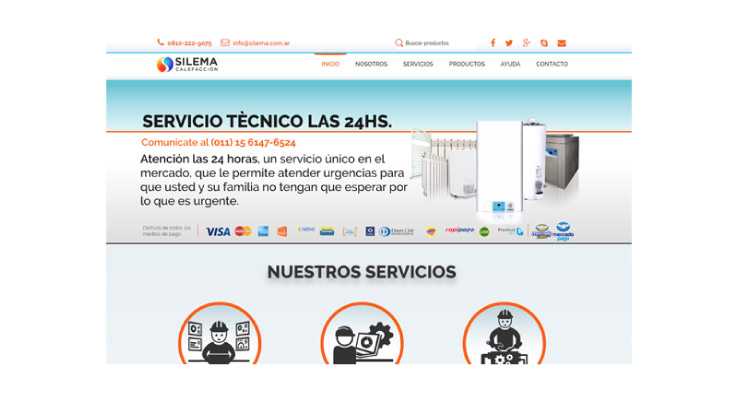 0810-222-9075
info@silema.com.ar
Buscar productos
SILEMA
CALEFACCIÓN
INICIO NOSOTROS SERVICIOS PRODUCTOS AYUDA CONTACTO
SERVICIO TÈCNICO LAS 24HS.
Comunicate al (011) 15 6147-6524
Atención las 24 horas, un servicio único en el
mercado, que le permite atender urgencias para
que usted y su familia no tengan que esperar por
lo que es urgente.
Disfruta de todos los
medios de pago
VISA
rapipago
mercado
pago
NUESTROS SERVICIOS